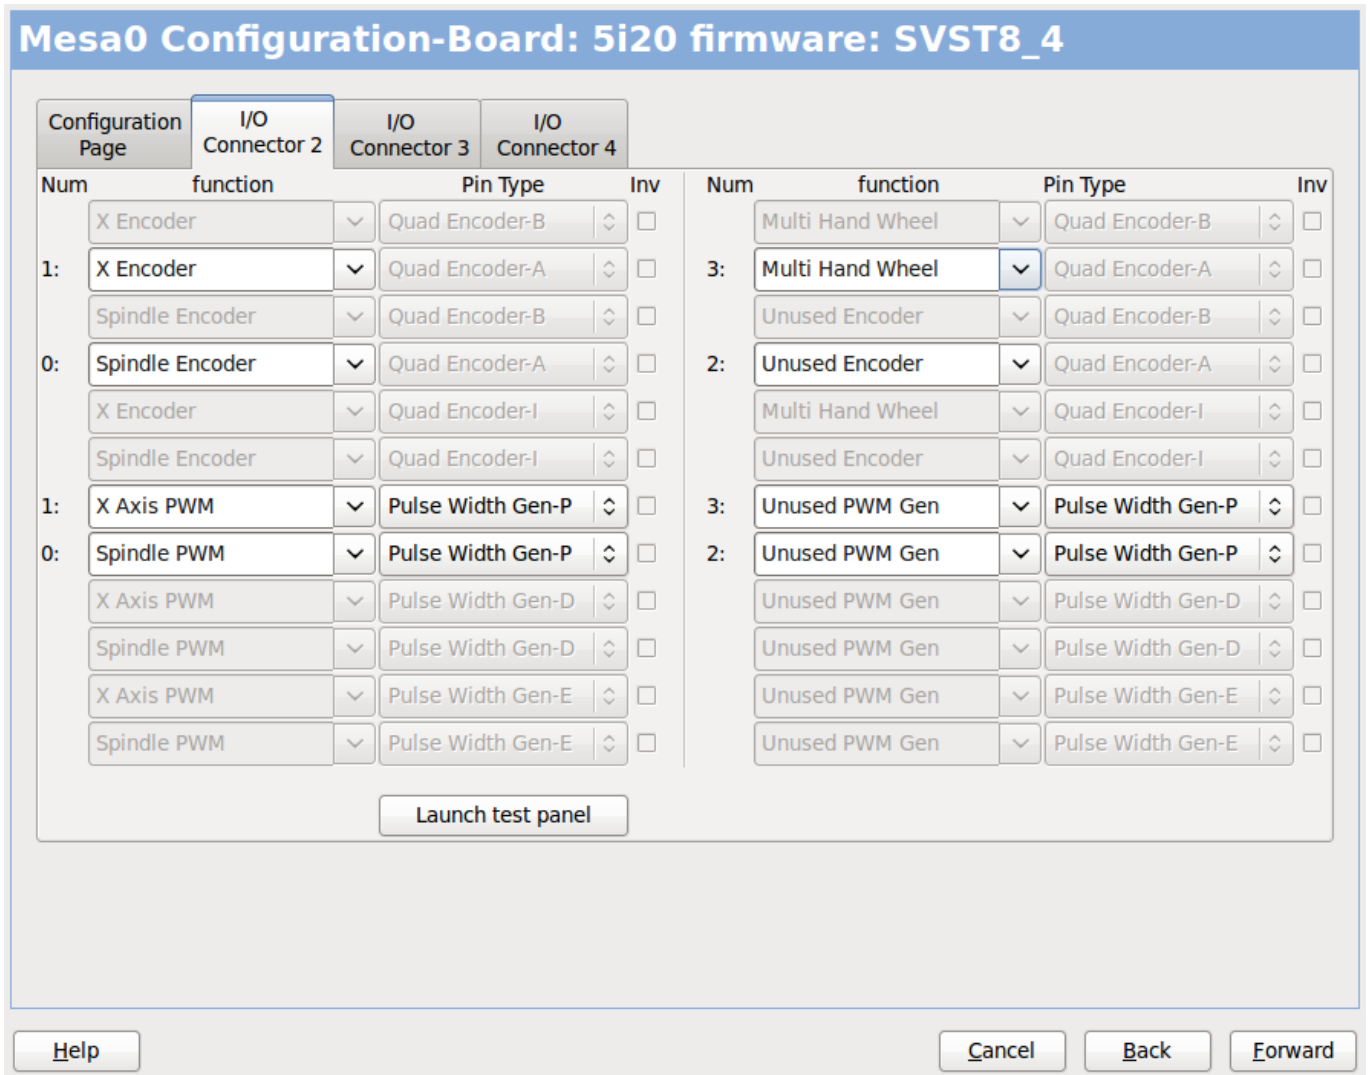 Mesa0 Configuration-Board: 5i20 firmware: SVST8_4
Configuration Page
I/O Connector 2
I/O Connector 3
I/O Connector 4
Num function Pin Type Inv Num function Pin Type Inv
X Encoder Quad Encoder-B Multi Hand Wheel Quad Encoder-B
1: X Encoder Quad Encoder-A 3: Multi Hand Wheel Quad Encoder-A
Spindle Encoder Quad Encoder-B Unused Encoder Quad Encoder-B
0: Spindle Encoder Quad Encoder-A 2: Unused Encoder Quad Encoder-A
X Encoder Quad Encoder-I Multi Hand Wheel Quad Encoder-I
Spindle Encoder Quad Encoder-I Unused Encoder Quad Encoder-I
1: X Axis PWM Pulse Width Gen-P 3: Unused PWM Gen Pulse Width Gen-P
0: Spindle PWM Pulse Width Gen-P 2: Unused PWM Gen Pulse Width Gen-P
X Axis PWM Pulse Width Gen-D Unused PWM Gen Pulse Width Gen-D
Spindle PWM Pulse Width Gen-D Unused PWM Gen Pulse Width Gen-D
X Axis PWM Pulse Width Gen-E Unused PWM Gen Pulse Width Gen-E
Spindle PWM Pulse Width Gen-E Unused PWM Gen Pulse Width Gen-E
Launch test panel
Help Cancel Back Forward